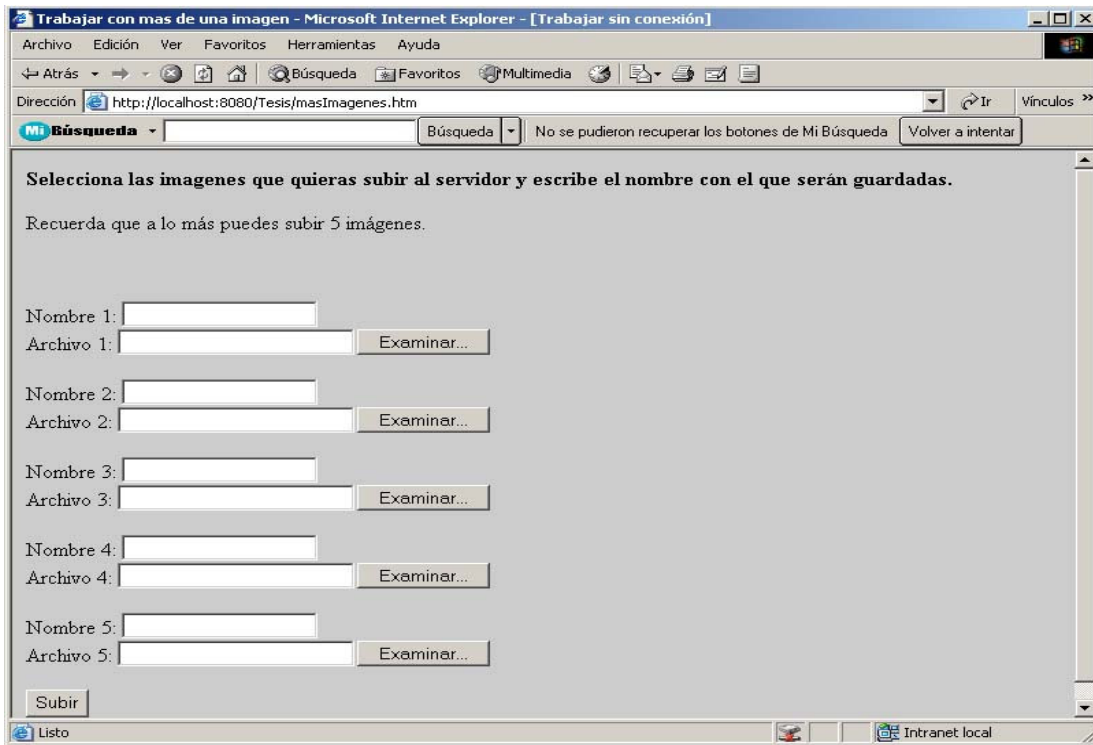 Trabajar con mas de una imagen - Microsoft Internet Explorer - [Trabajar sin conexión]
Archivo Edición Ver Favoritos Herramientas Ayuda
Atrás Búsqueda Favoritos Multimedia
Dirección http://localhost:8080/Tesis/masImagenes.htm Ir Vínculos »
Mi Búsqueda Búsqueda No se pudieron recuperar los botones de Mi Búsqueda Volver a intentar
Selecciona las imagenes que quieras subir al servidor y escribe el nombre con el que serán guardadas.
Recuerda que a lo más puedes subir 5 imágenes.
Nombre 1:
Archivo 1: Examinar...
Nombre 2:
Archivo 2: Examinar...
Nombre 3:
Archivo 3: Examinar...
Nombre 4:
Archivo 4: Examinar...
Nombre 5:
Archivo 5: Examinar...
Subir
Listo Intranet local